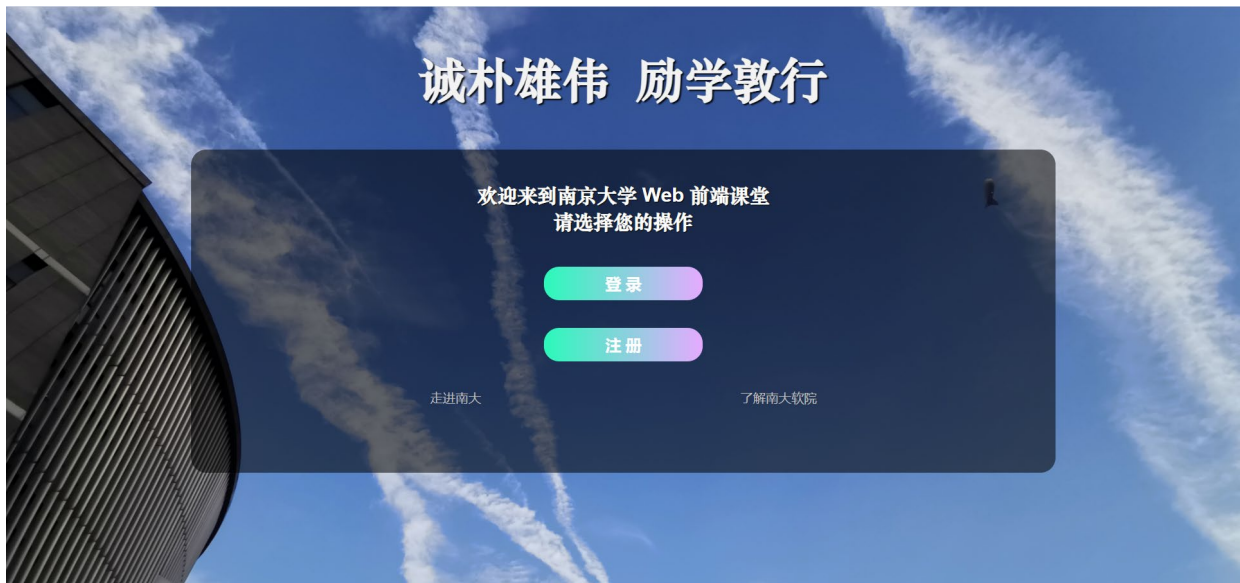 诚朴雄伟 励学敦行
欢迎来到南京大学 Web 前端课堂
请选择您的操作
登录
注册
走进南大 了解南大软院